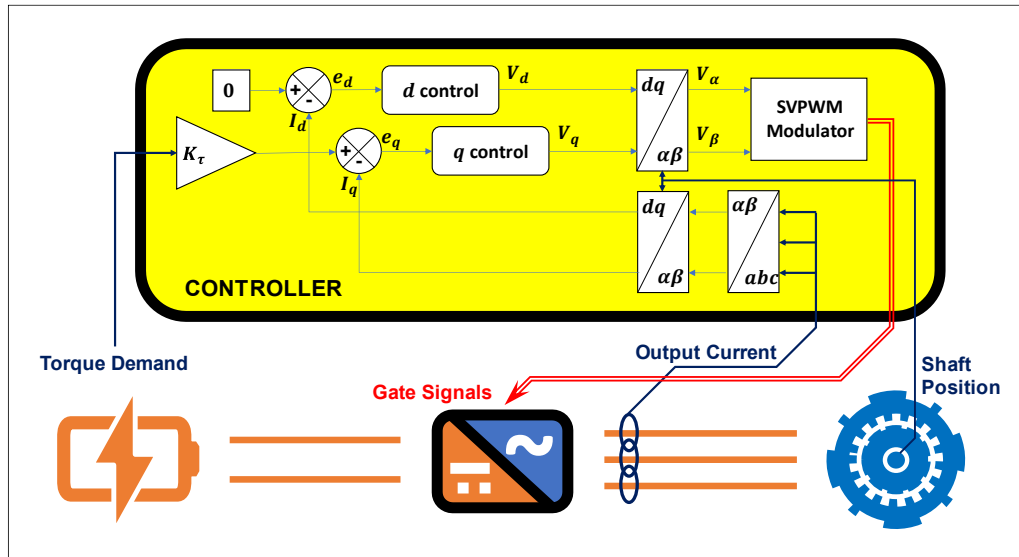 0
+
-
e_d
d control
V_d
dq
αβ
V_α
SVPWM
Modulator
I_d
K_τ
+
-
e_q
q control
V_q
V_β
I_q
dq
αβ
αβ
abc
CONTROLLER
Torque Demand
Output Current
Shaft
Position
Gate Signals
~